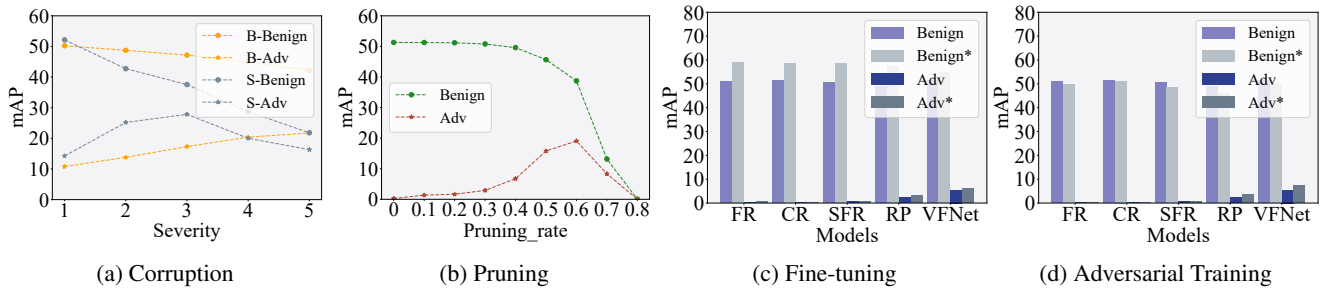 60
50
40
30
20
10
0
mAP
B-Benign
B-Adv
S-Benign
S-Adv
1 2 3 4 5
Severity
(a) Corruption
60
50
40
30
20
10
0
mAP
Benign
Adv
0 0.1 0.2 0.3 0.4 0.5 0.6 0.7 0.8
Pruning_rate
(b) Pruning
80
70
60
50
40
30
20
10
0
mAP
Benign
Benign*
Adv
Adv*
FR CR SFR RP VFNet
Models
(c) Fine-tuning
80
70
60
50
40
30
20
10
0
mAP
Benign
Benign*
Adv
Adv*
FR CR SFR RP VFNet
Models
(d) Adversarial Training